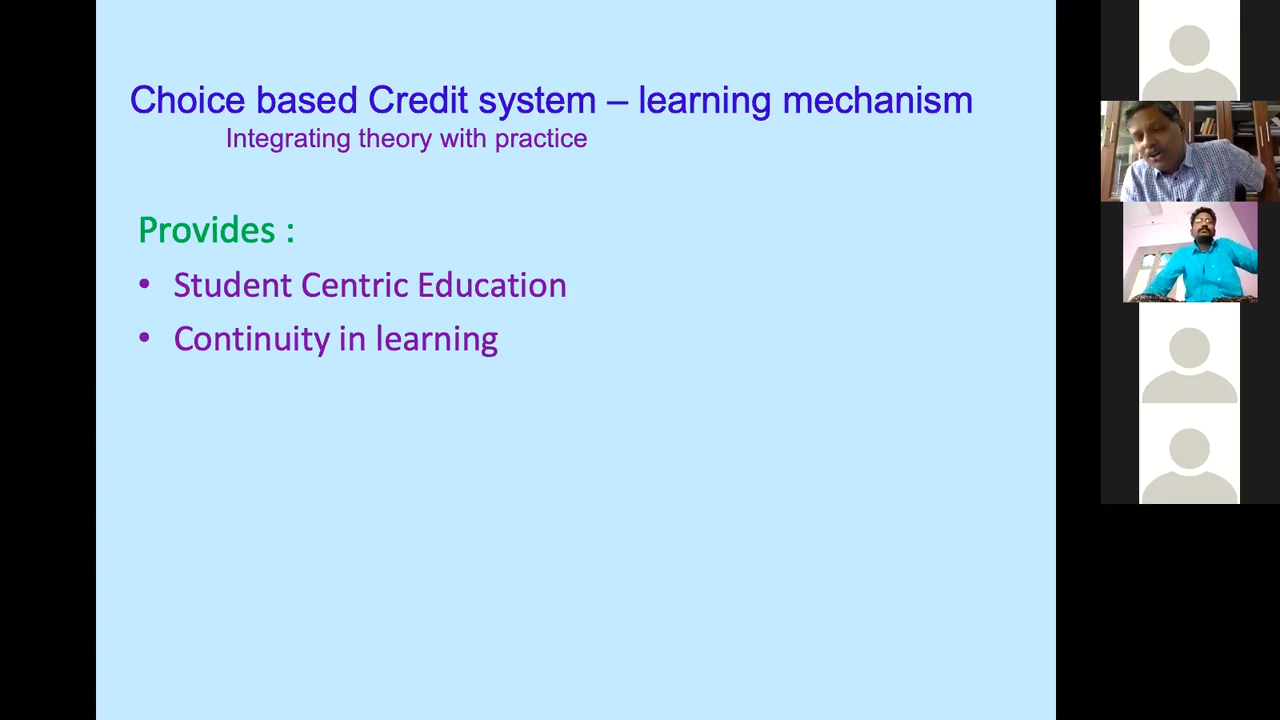 Choice based Credit system – learning mechanism
Integrating theory with practice
Provides :
• Student Centric Education
• Continuity in learning